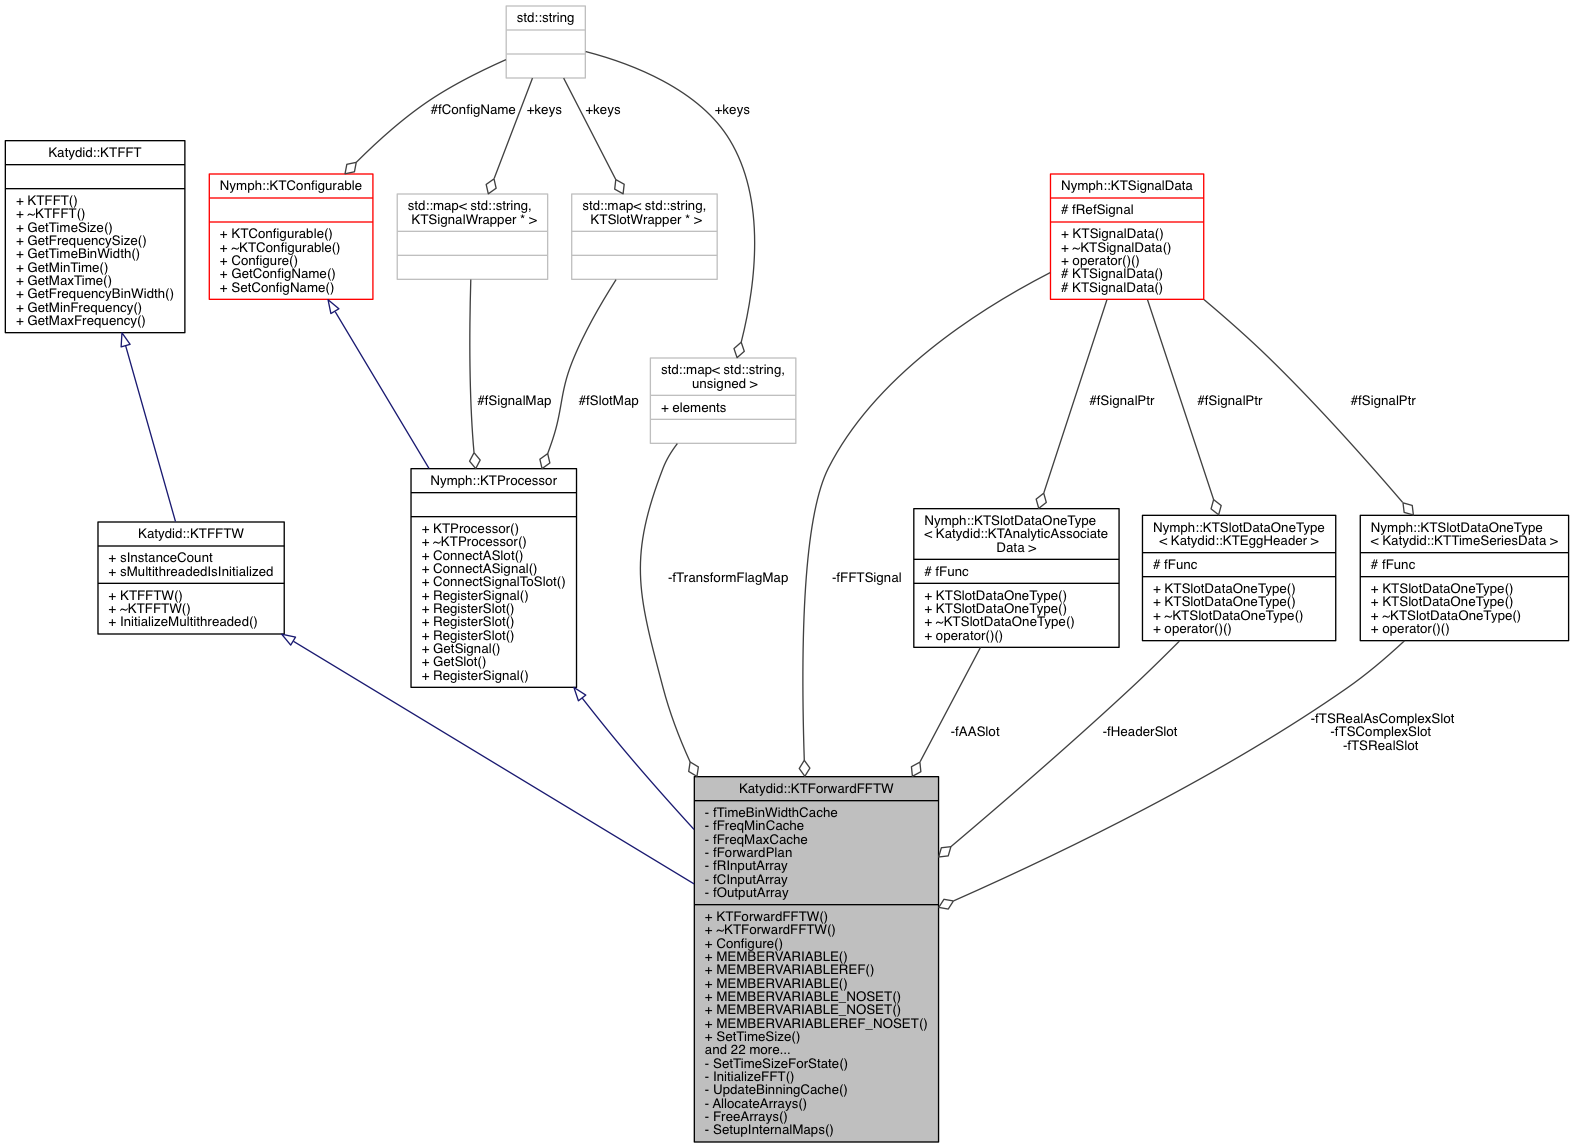 std::string
#fConfigName
+keys
+keys
+keys
Katydid::KTFFT
+ KTFFT()
+ ~KTFFT()
+ GetTimeSize()
+ GetFrequencySize()
+ GetTimeBinWidth()
+ GetMinTime()
+ GetMaxTime()
+ GetFrequencyBinWidth()
+ GetMinFrequency()
+ GetMaxFrequency()
Nymph::KTConfigurable
+ KTConfigurable()
+ ~KTConfigurable()
+ Configure()
+ GetConfigName()
+ SetConfigName()
std::map< std::string,
KTSignalWrapper * >
std::map< std::string,
KTSlotWrapper * >
Nymph::KTSignalData
# fRefSignal
+ KTSignalData()
+ ~KTSignalData()
+ operator()()
# KTSignalData()
# KTSignalData()
std::map< std::string,
unsigned >
+ elements
#fSignalMap
#fSlotMap
#fSignalPtr
#fSignalPtr
#fSignalPtr
Katydid::KTFFTW
+ sInstanceCount
+ sMultithreadedIsInitialized
+ KTFFTW()
+ ~KTFFTW()
+ InitializeMultithreaded()
Nymph::KTProcessor
+ KTProcessor()
+ ~KTProcessor()
+ ConnectASlot()
+ ConnectASignal()
+ ConnectSignalToSlot()
+ RegisterSignal()
+ RegisterSlot()
+ RegisterSlot()
+ RegisterSlot()
+ GetSignal()
+ GetSlot()
+ RegisterSignal()
-fTransformFlagMap
-fFFTSignal
Nymph::KTSlotDataOneType
< Katydid::KTAnalyticAssociate
Data >
# fFunc
+ KTSlotDataOneType()
+ KTSlotDataOneType()
+ ~KTSlotDataOneType()
+ operator()()
Nymph::KTSlotDataOneType
< Katydid::KTEggHeader >
# fFunc
+ KTSlotDataOneType()
+ KTSlotDataOneType()
+ ~KTSlotDataOneType()
+ operator()()
Nymph::KTSlotDataOneType
< Katydid::KTTimeSeriesData >
# fFunc
+ KTSlotDataOneType()
+ KTSlotDataOneType()
+ ~KTSlotDataOneType()
+ operator()()
-fAASlot
-fHeaderSlot
-fTSRealAsComplexSlot
-fTSComplexSlot
-fTSRealSlot
Katydid::KTForwardFFTW
- fTimeBinWidthCache
- fFreqMinCache
- fFreqMaxCache
- fForwardPlan
- fRInputArray
- fCInputArray
- fOutputArray
+ KTForwardFFTW()
+ ~KTForwardFFTW()
+ Configure()
+ MEMBERVARIABLE()
+ MEMBERVARIABLEREF()
+ MEMBERVARIABLE()
+ MEMBERVARIABLE_NOSET()
+ MEMBERVARIABLE_NOSET()
+ MEMBERVARIABLEREF_NOSET()
+ SetTimeSize()
and 22 more...
- SetTimeSizeForState()
- InitializeFFT()
- UpdateBinningCache()
- AllocateArrays()
- FreeArrays()
- SetupInternalMaps()